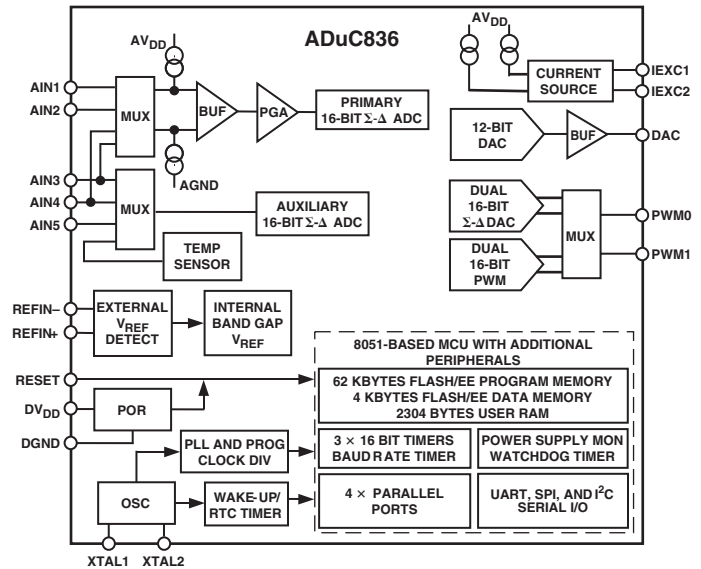 ADuC836
AV_DD
AV_DD
AIN1
AIN2
AIN3
AIN4
AIN5
MUX
BUF
PGA
PRIMARY
16-BIT Σ-Δ ADC
AGND
MUX
AUXILIARY
16-BIT Σ-Δ ADC
TEMP
SENSOR
CURRENT
SOURCE
IEXC1
IEXC2
12-BIT
DAC
BUF
DAC
DUAL
16-BIT
Σ-Δ DAC
DUAL
16-BIT
PWM
MUX
PWM0
PWM1
REFIN–
REFIN+
EXTERNAL
V_REF
DETECT
INTERNAL
BAND GAP
V_REF
RESET
DV_DD
DGND
POR
PLL AND PROG
CLOCK DIV
OSC
WAKE-UP/
RTC TIMER
XTAL1
XTAL2
8051-BASED MCU WITH ADDITIONAL
PERIPHERALS
62 KBYTES FLASH/EE PROGRAM MEMORY
4 KBYTES FLASH/EE DATA MEMORY
2304 BYTES USER RAM
3 × 16 BIT TIMERS
BAUD RATE TIMER
POWER SUPPLY MON
WATCHDOG TIMER
4 × PARALLEL
PORTS
UART, SPI, AND I²C
SERIAL I/O